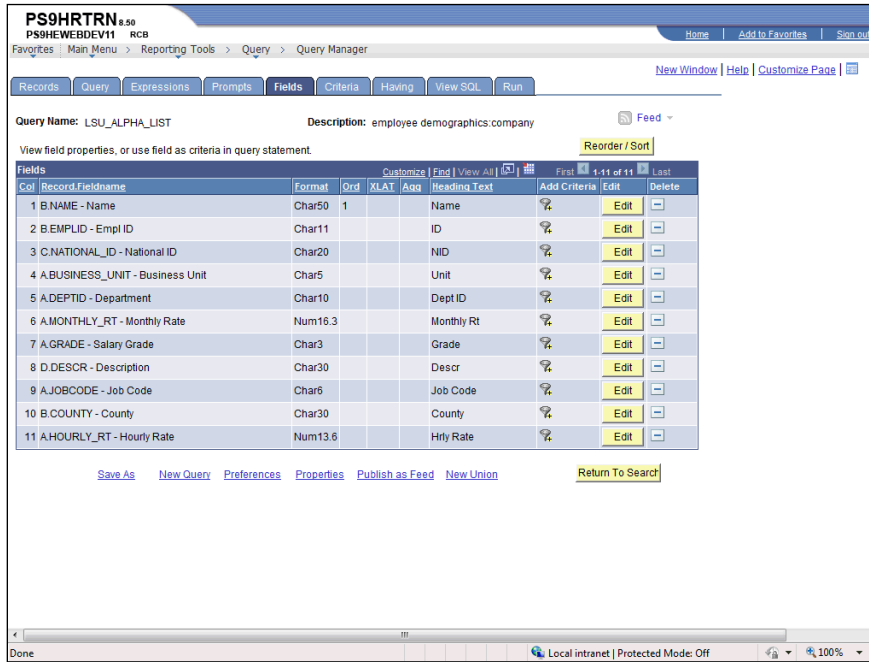 PS9HRTRN 8.50
PS9HEWEBDEV11 RCB
Home | Add to Favorites | Sign out
Favorites | Main Menu > Reporting Tools > Query > Query Manager
New Window | Help | Customize Page |
Records Query Expressions Prompts Fields Criteria Having View SQL Run
Query Name: LSU_ALPHA_LIST Description: employee demographics:company Feed
View field properties, or use field as criteria in query statement. Reorder / Sort
Fields Customize | Find | View All | | First 1-11 of 11 Last
Col Record.Fieldname Format Ord XLAT Agg Heading Text Add Criteria Edit Delete
1 B.NAME - Name Char50 1 Name Edit
2 B.EMPLID - Empl ID Char11 ID Edit
3 C.NATIONAL_ID - National ID Char20 NID Edit
4 A.BUSINESS_UNIT - Business Unit Char5 Unit Edit
5 A.DEPTID - Department Char10 Dept ID Edit
6 A.MONTHLY_RT - Monthly Rate Num16.3 Monthly Rt Edit
7 A.GRADE - Salary Grade Char3 Grade Edit
8 D.DESCR - Description Char30 Descr Edit
9 A.JOBCODE - Job Code Char6 Job Code Edit
10 B.COUNTY - County Char30 County Edit
11 A.HOURLY_RT - Hourly Rate Num13.6 Hrly Rate Edit
Save As New Query Preferences Properties Publish as Feed New Union Return To Search
Done Local intranet | Protected Mode: Off 100%